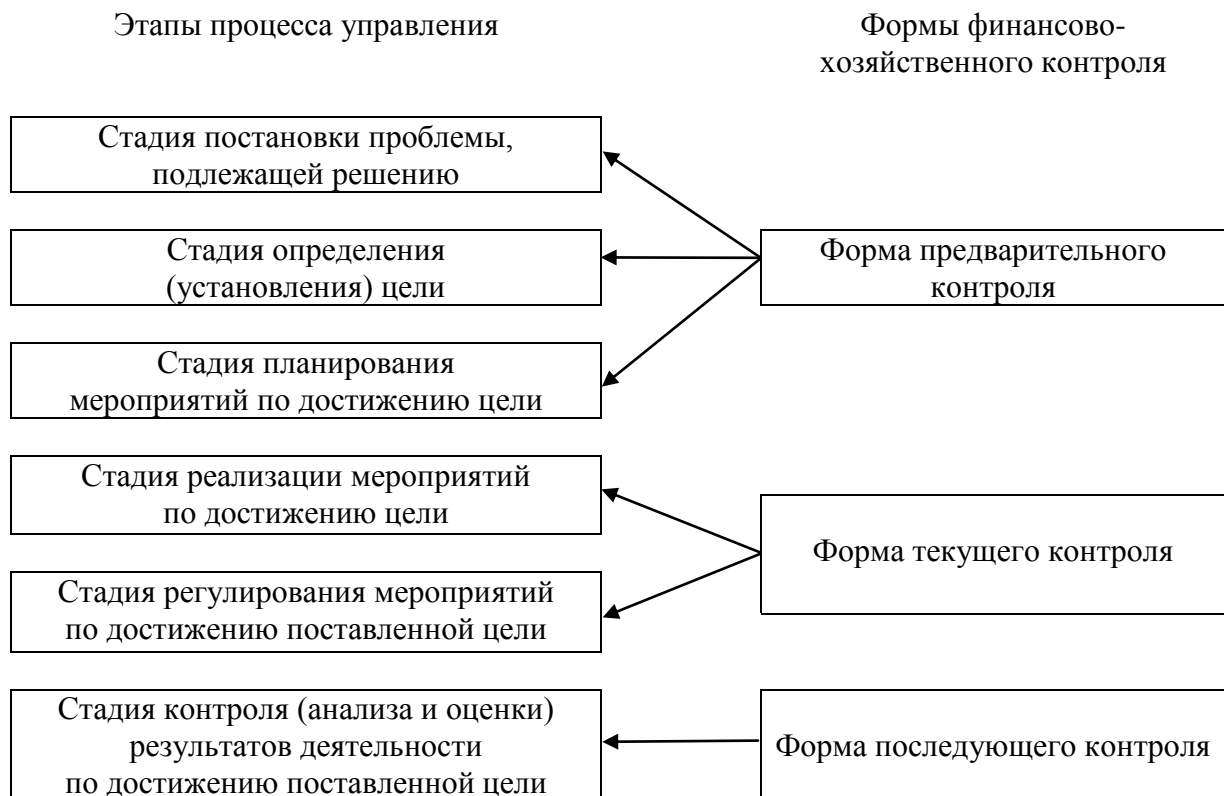 Этапы процесса управления
Формы финансово-
хозяйственного контроля
Стадия постановки проблемы,
подлежащей решению
Стадия определения
(установления) цели
Форма предварительного
контроля
Стадия планирования
мероприятий по достижению цели
Стадия реализации мероприятий
по достижению цели
Форма текущего контроля
Стадия регулирования мероприятий
по достижению поставленной цели
Стадия контроля (анализа и оценки)
результатов деятельности
по достижению поставленной цели
Форма последующего контроля